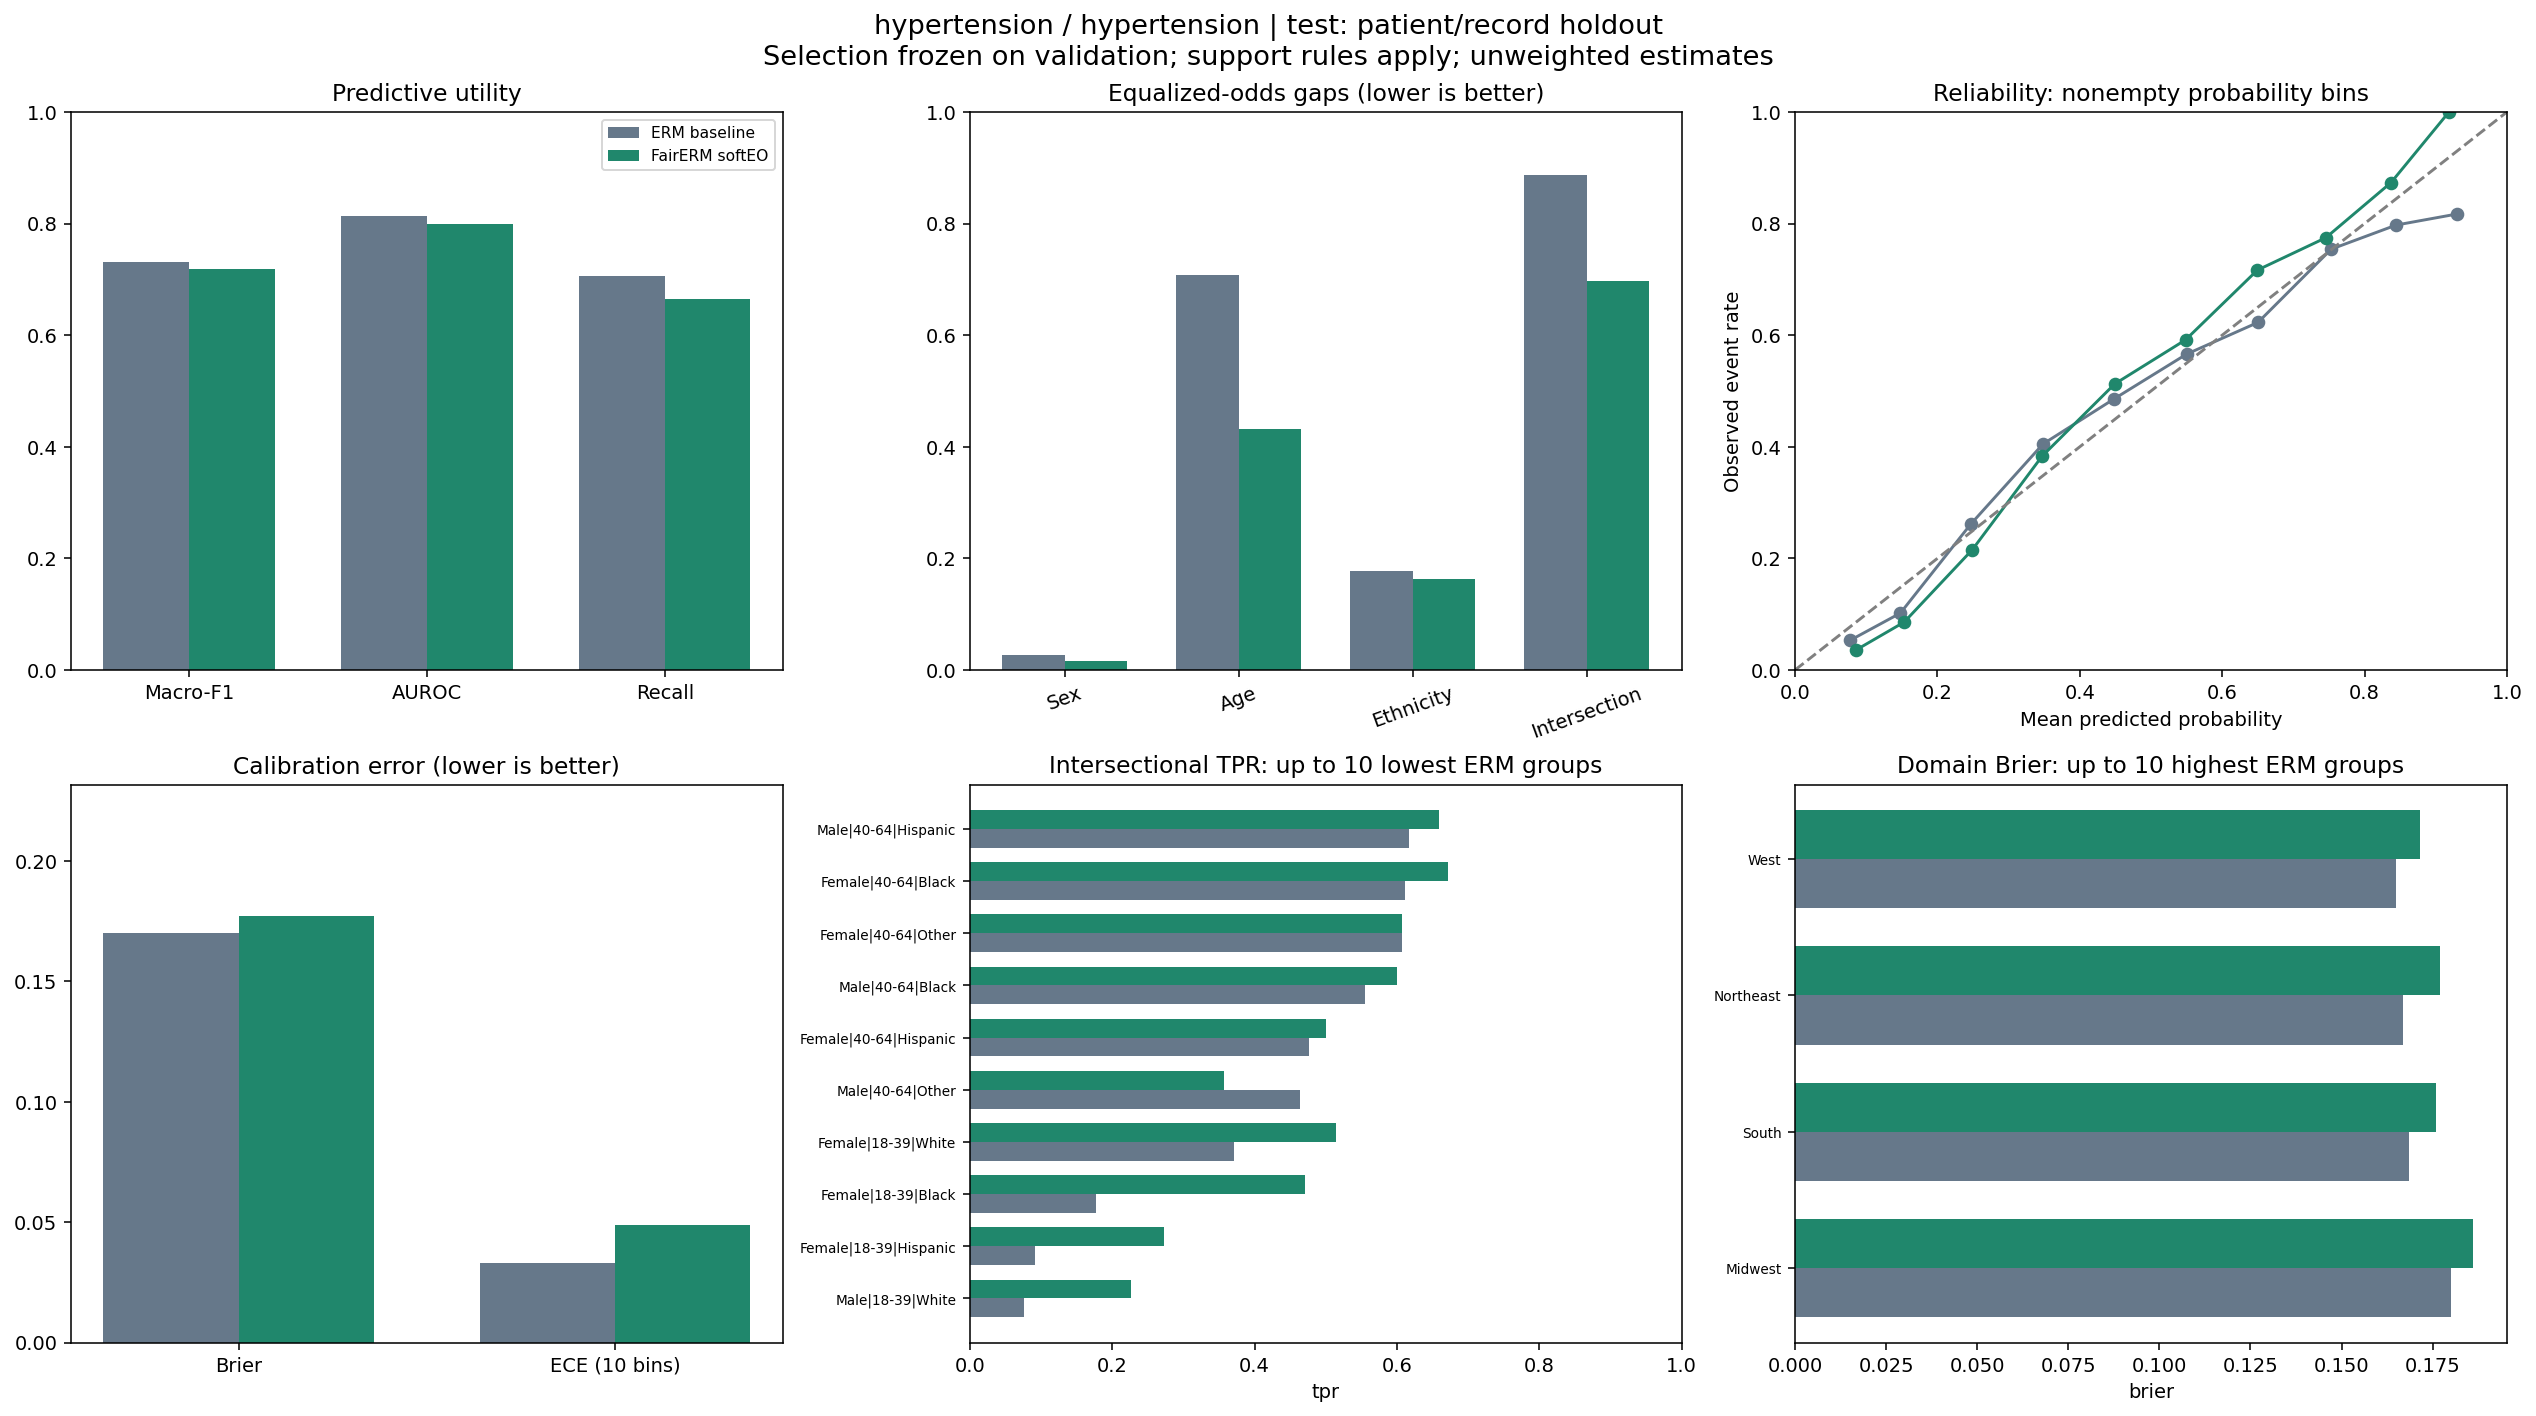 hypertension / hypertension | test: patient/record holdout
Selection frozen on validation; support rules apply; unweighted estimates
Predictive utility
1.0
0.8
0.6
0.4
0.2
0.0
ERM baseline
FairERM softEO
Macro-F1
AUROC
Recall
Equalized-odds gaps (lower is better)
1.0
0.8
0.6
0.4
0.2
0.0
Sex
Age
Ethnicity
Intersection
Reliability: nonempty probability bins
Observed event rate
1.0
0.8
0.6
0.4
0.2
0.0
0.0
0.2
0.4
0.6
0.8
1.0
Mean predicted probability
Calibration error (lower is better)
0.20
0.15
0.10
0.05
0.00
Brier
ECE (10 bins)
Intersectional TPR: up to 10 lowest ERM groups
Male|40-64|Hispanic
Female|40-64|Black
Female|40-64|Other
Male|40-64|Black
Female|40-64|Hispanic
Male|40-64|Other
Female|18-39|White
Female|18-39|Black
Female|18-39|Hispanic
Male|18-39|White
0.0
0.2
0.4
0.6
0.8
1.0
tpr
Domain Brier: up to 10 highest ERM groups
West
Northeast
South
Midwest
0.000
0.025
0.050
0.075
0.100
0.125
0.150
0.175
brier